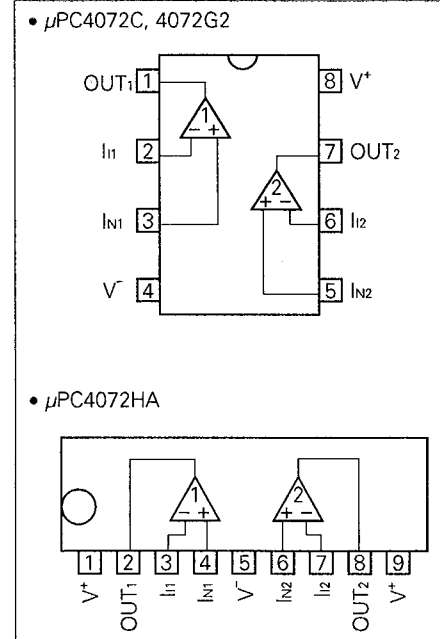 • μPC4072C, 4072G2
OUT1 1 8 V+
1
− +
II1 2 7 OUT2
2
+ −
IN1 3 6 II2
V− 4 5 IN2
• μPC4072HA
1 2
− + + −
1 2 3 4 5 6 7 8 9
V+ OUT1 II1 IN1 V− IN2 II2 OUT2 V+